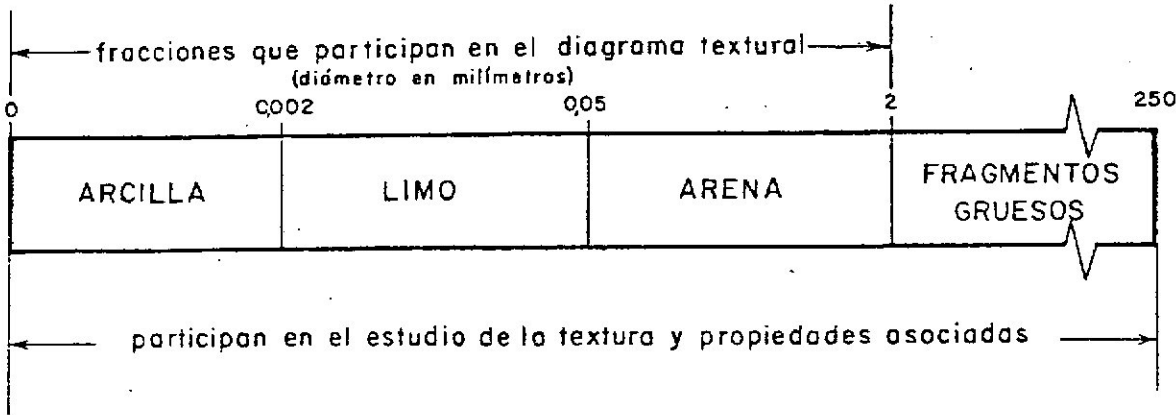 fracciones que participan en el diagrama textural
(diámetro en milímetros)
0 0,002 0,05 2 250
ARCILLA LIMO ARENA FRAGMENTOS GRUESOS
participan en el estudio de la textura y propiedades asociadas